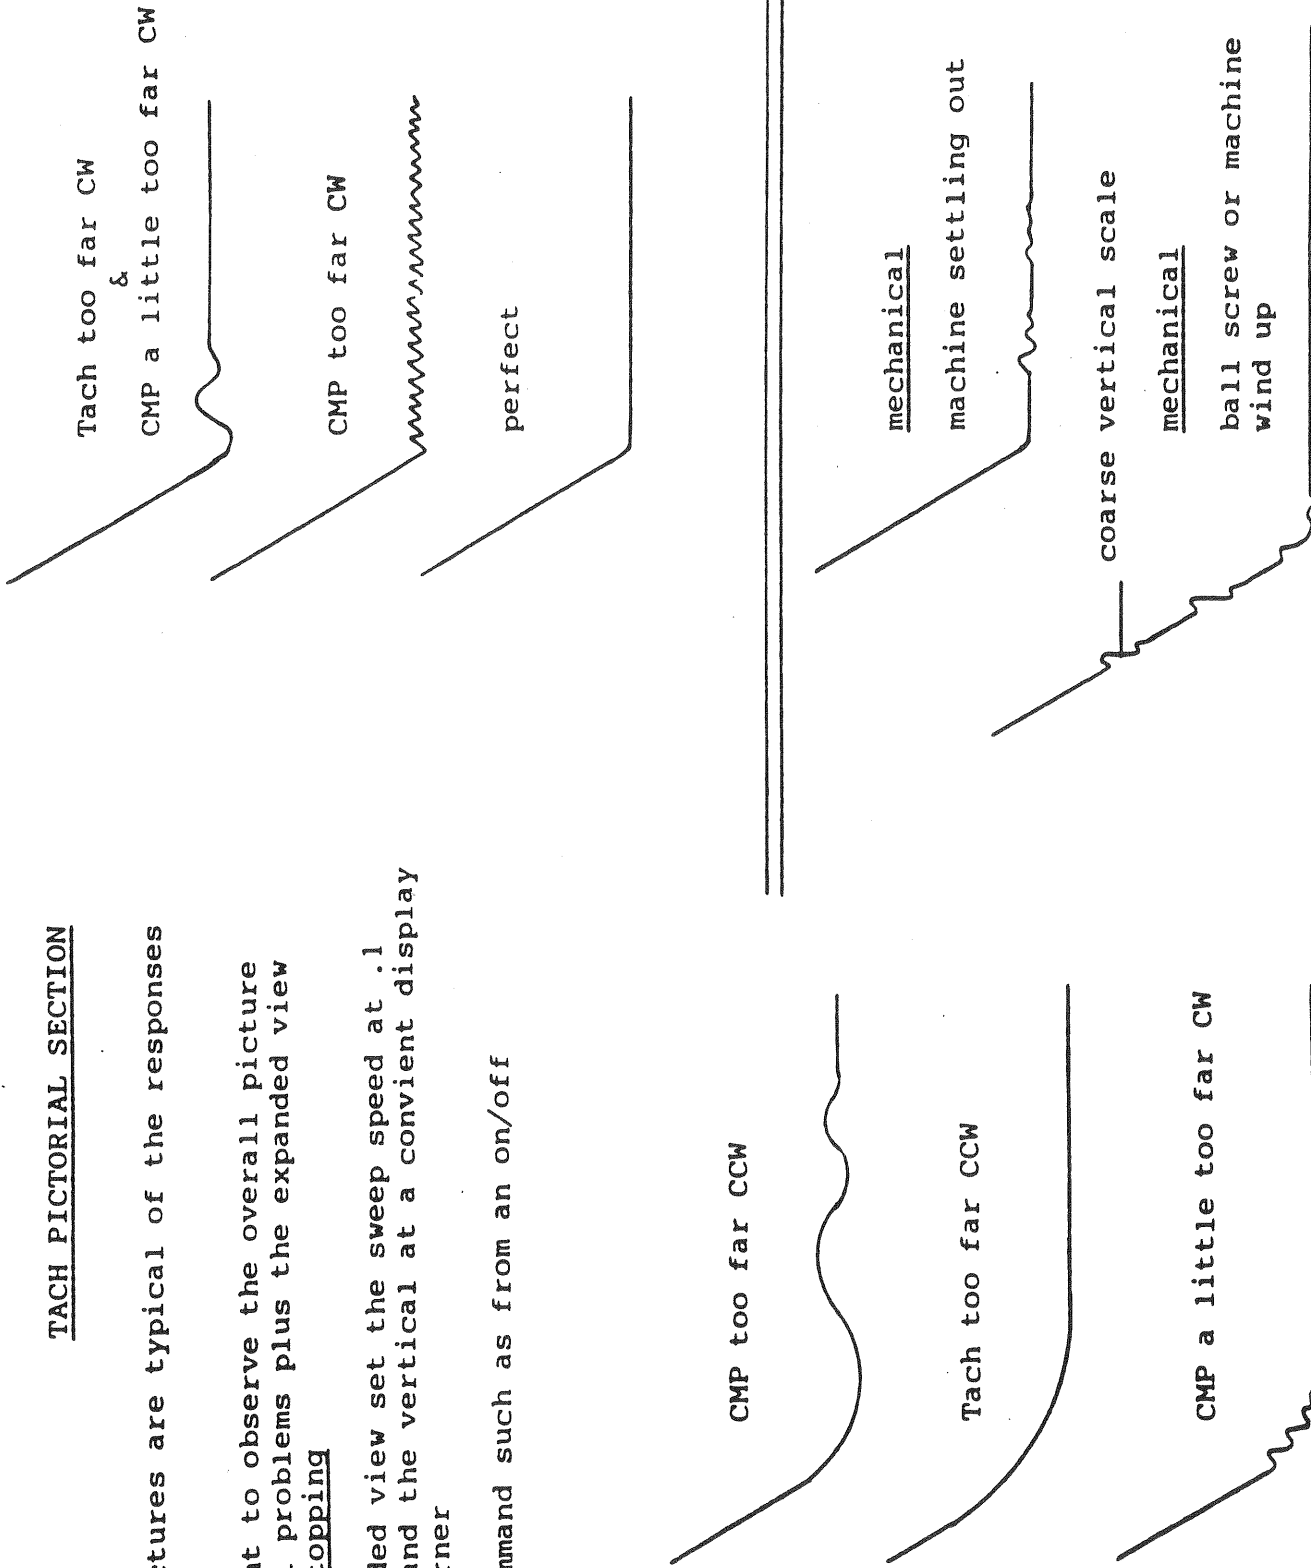 TACH PICTORIAL SECTION
tures are typical of the responses
t to observe the overall picture
problems plus the expanded view
topping
ded view set the sweep speed at .1
and the vertical at a convient display
rner
mmand such as from an on/off
CMP too far CCW
Tach too far CCW
CMP a little too far CW
Tach too far CW
&
CMP a little too far CW
CMP too far CW
perfect
mechanical
machine settling out
coarse vertical scale
mechanical
ball screw or machine
wind up